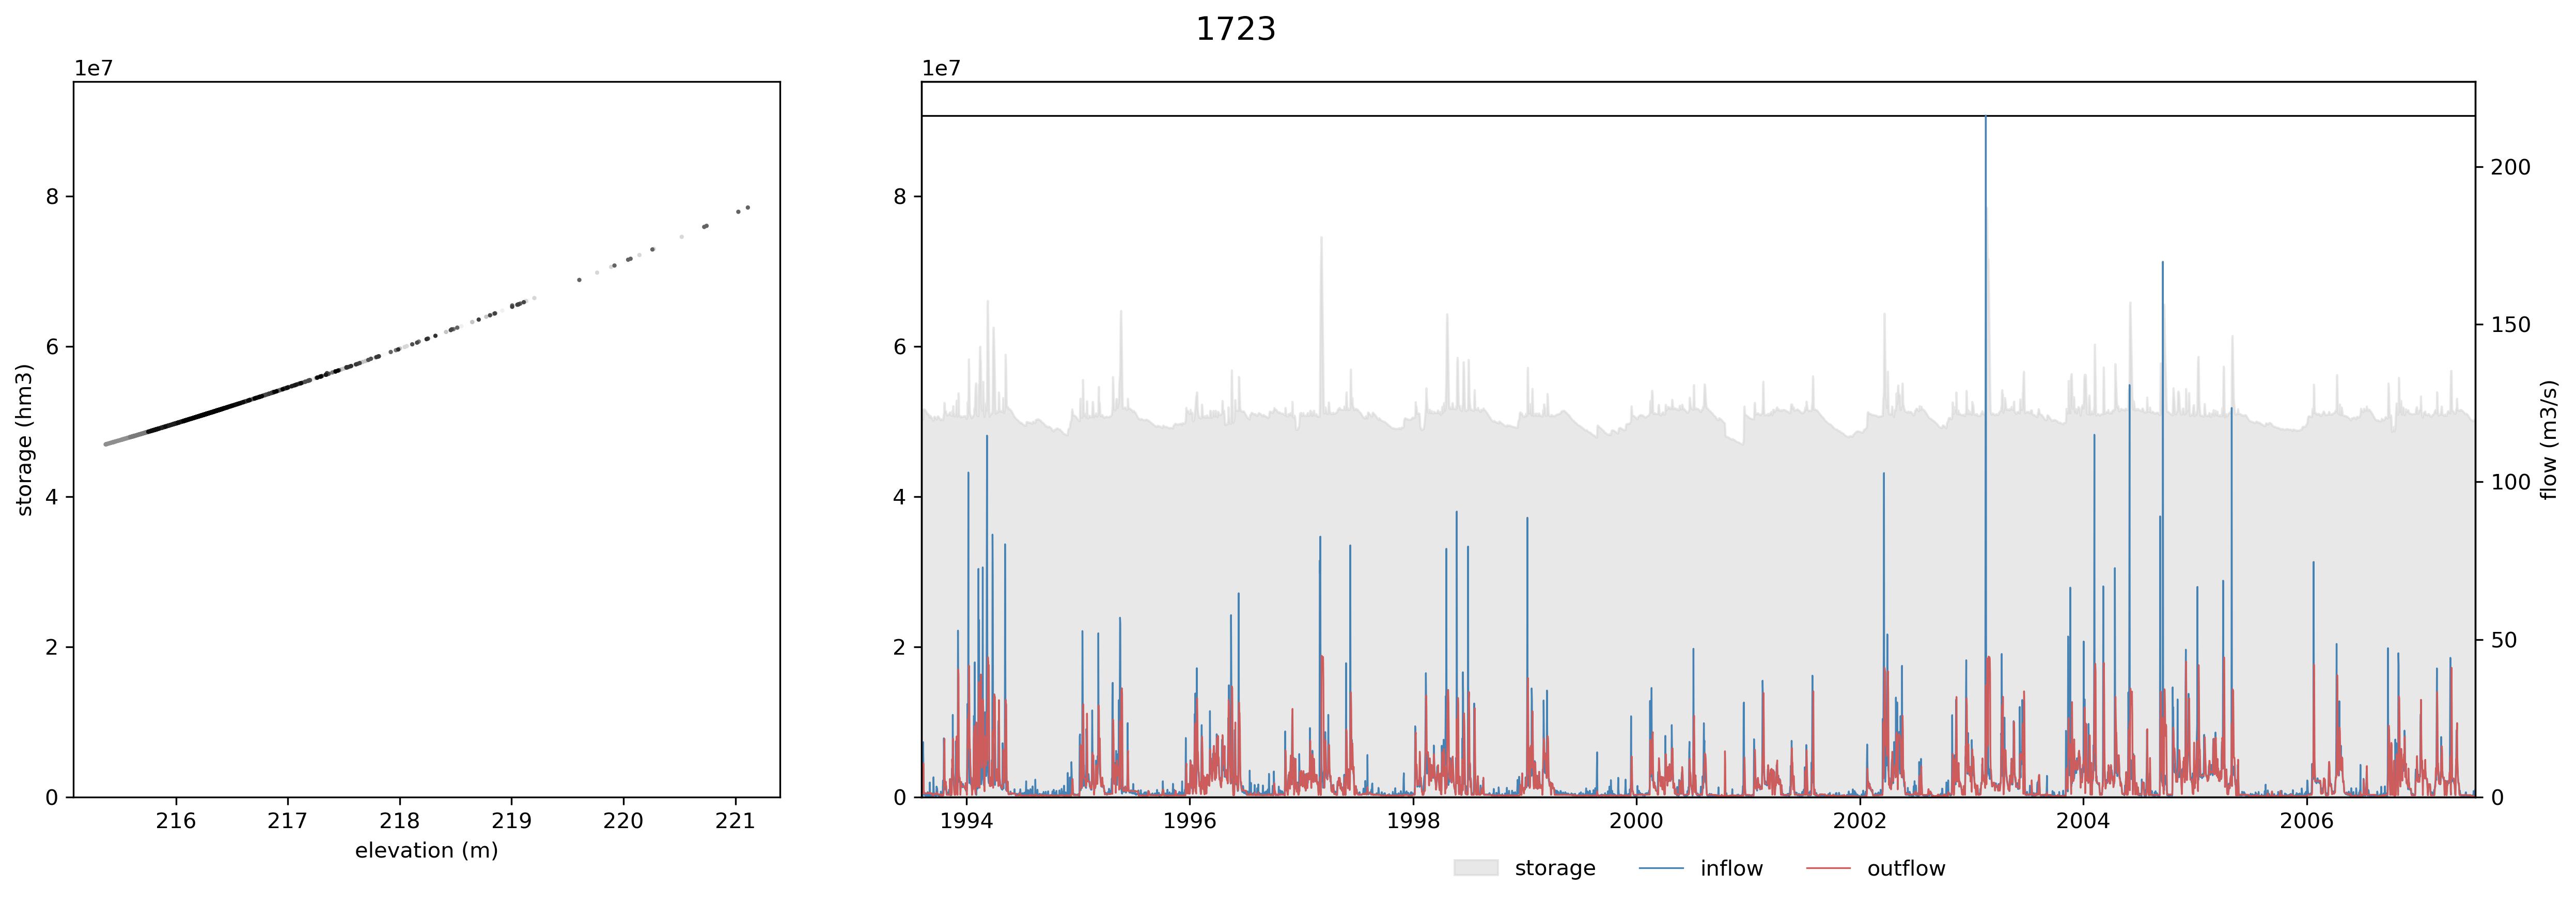 1723
1e7
8
6
4
2
0
storage (hm3)
216 217 218 219 220 221
elevation (m)
1e7
8
6
4
2
0
200
150
100
50
0
flow (m3/s)
1994 1996 1998 2000 2002 2004 2006
storage inflow outflow